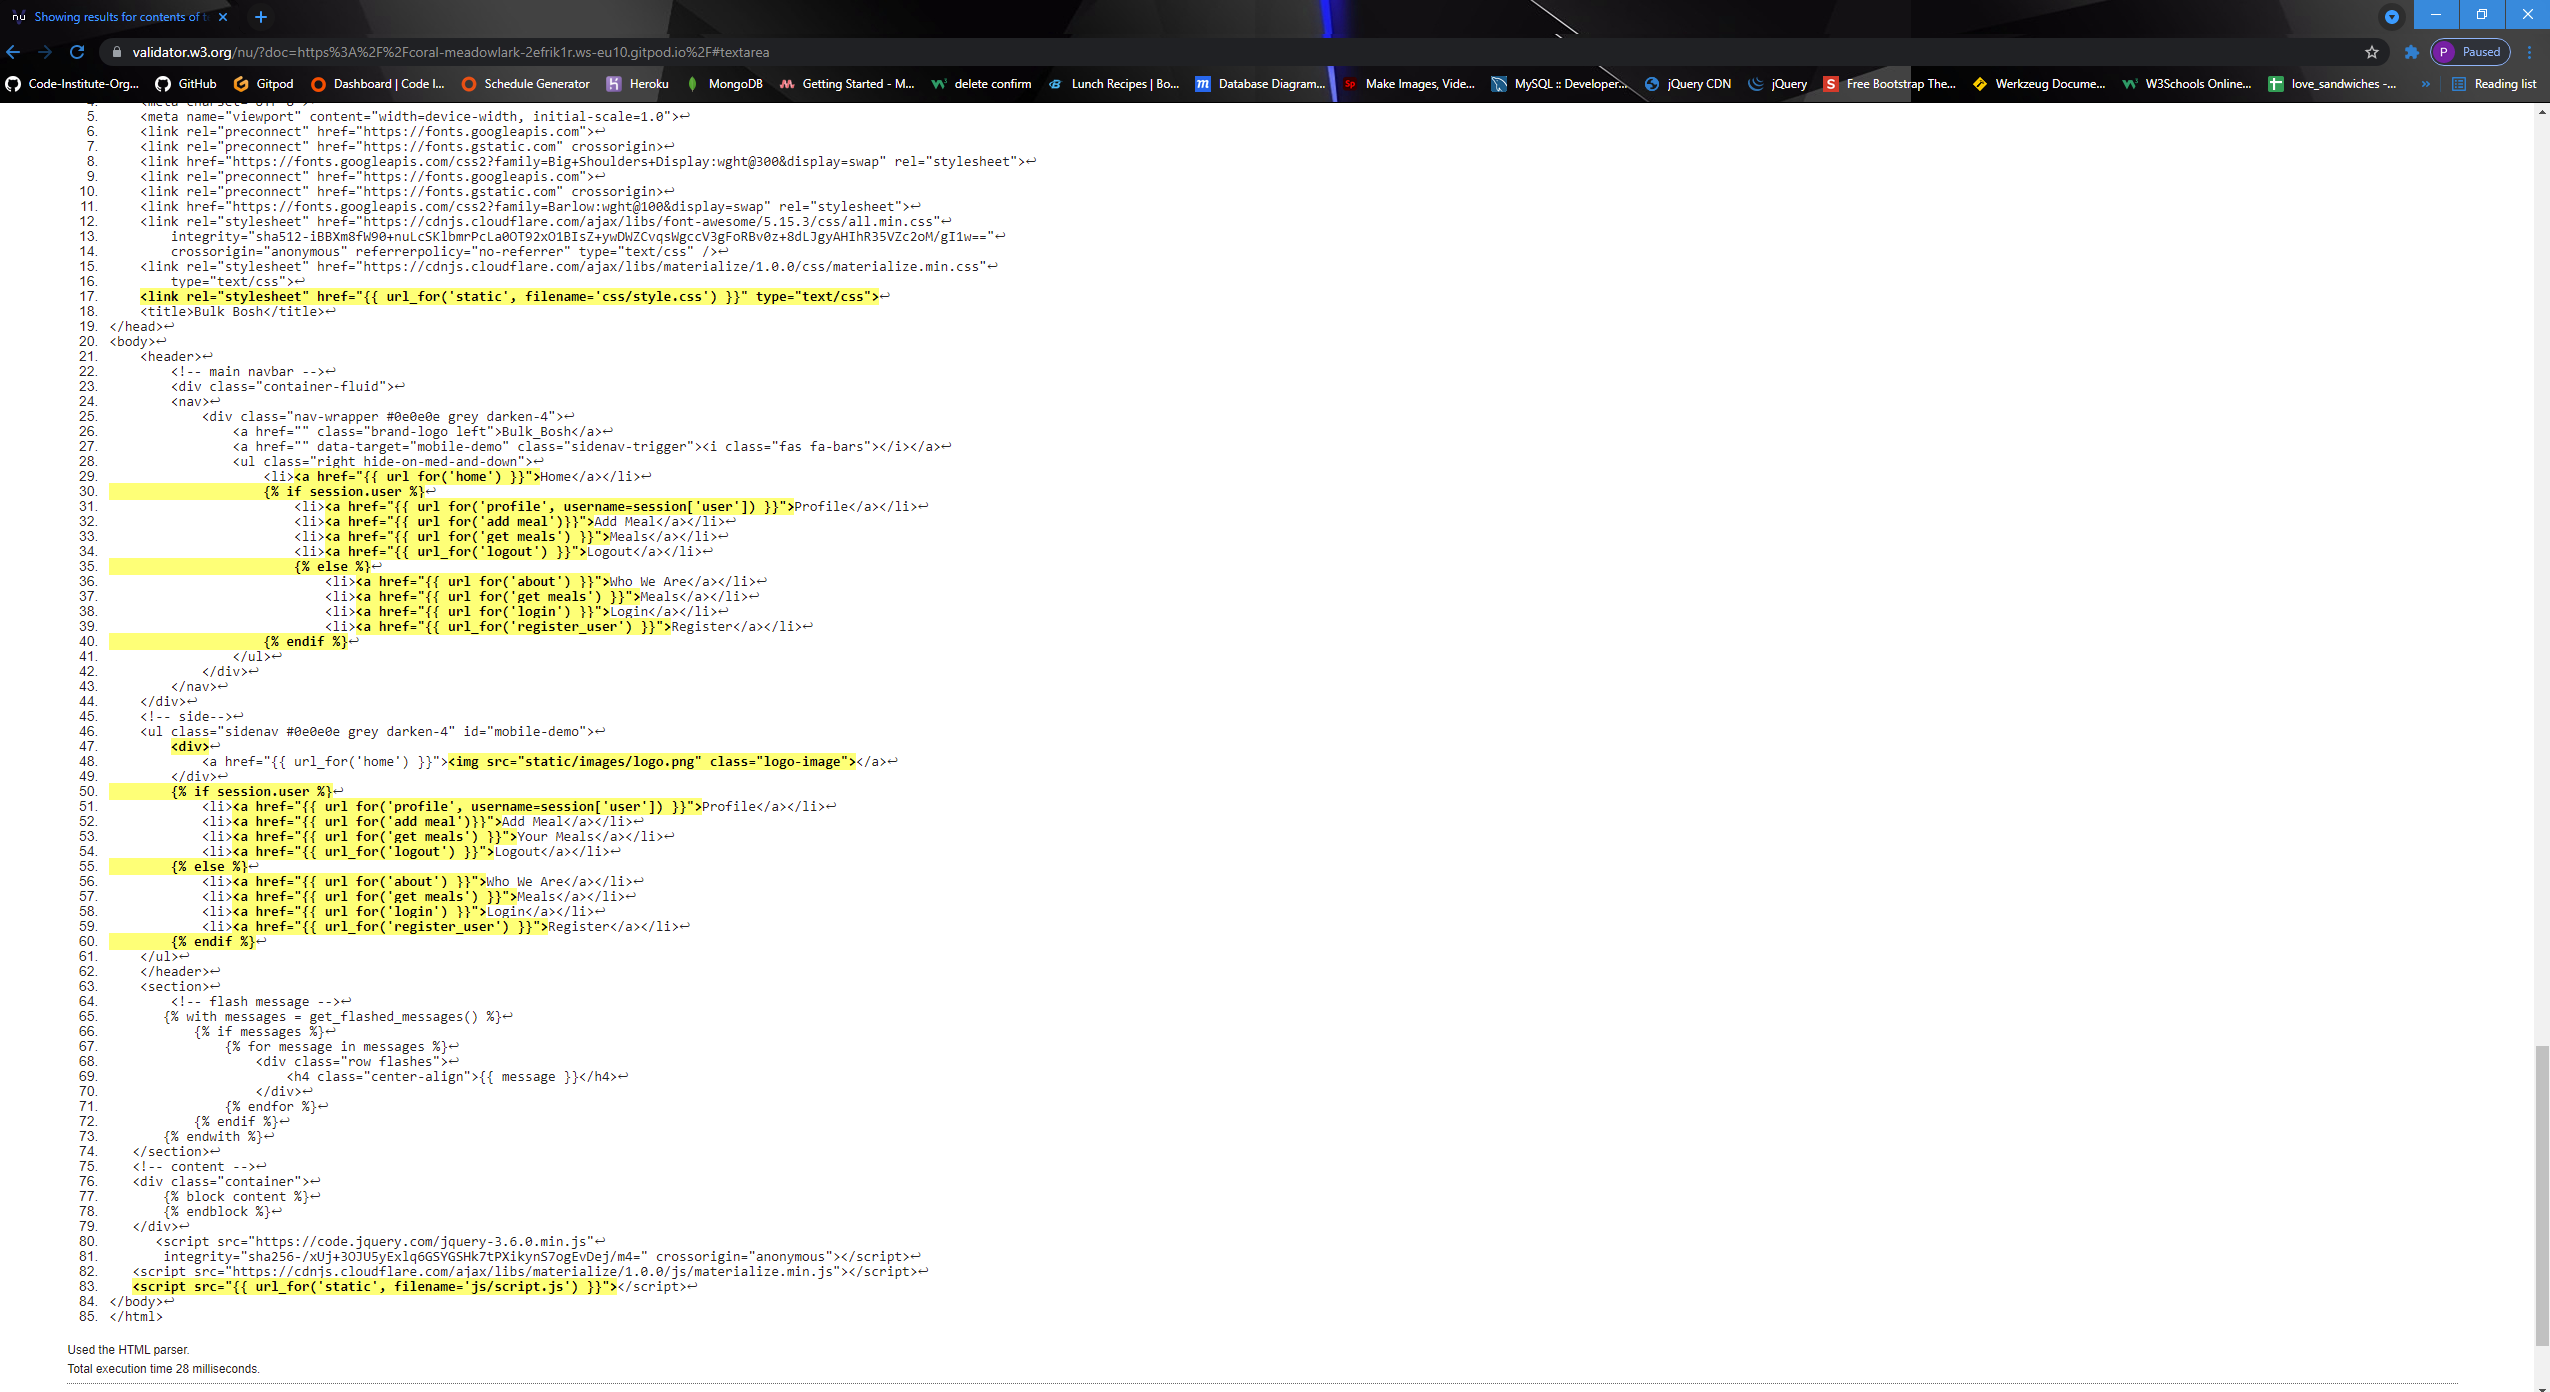 nu Showing results for contents of t
validator.w3.org/nu/?doc=https%3A%2F%2Fcoral-meadowlark-2efrik1r.ws-eu10.gitpod.io%2F#textarea P Paused
Code-Institute-Org... GitHub Gitpod Dashboard | Code I... Schedule Generator Heroku MongoDB Getting Started - M... delete confirm Lunch Recipes | Bo... Database Diagram... Make Images, Vide... MySQL :: Developer... jQuery CDN jQuery Free Bootstrap The... Werkzeug Docume... W3Schools Online... love_sandwiches -... » Reading list
4. <meta charset="UTF-8">↩
5. <meta name="viewport" content="width=device-width, initial-scale=1.0">↩
6. <link rel="preconnect" href="https://fonts.googleapis.com">↩
7. <link rel="preconnect" href="https://fonts.gstatic.com" crossorigin>↩
8. <link href="https://fonts.googleapis.com/css2?family=Big+Shoulders+Display:wght@300&display=swap" rel="stylesheet">↩
9. <link rel="preconnect" href="https://fonts.googleapis.com">↩
10. <link rel="preconnect" href="https://fonts.gstatic.com" crossorigin>↩
11. <link href="https://fonts.googleapis.com/css2?family=Barlow:wght@100&display=swap" rel="stylesheet">↩
12. <link rel="stylesheet" href="https://cdnjs.cloudflare.com/ajax/libs/font-awesome/5.15.3/css/all.min.css"↩
13. integrity="sha512-iBBXm8fW90+nuLcSKlbmrPcLa0OT92xO1BIsZ+ywDWZCvqsWgccV3gFoRBv0z+8dLJgyAHIhR35VZc2oM/gI1w=="↩
14. crossorigin="anonymous" referrerpolicy="no-referrer" type="text/css" />↩
15. <link rel="stylesheet" href="https://cdnjs.cloudflare.com/ajax/libs/materialize/1.0.0/css/materialize.min.css"↩
16. type="text/css">↩
17. <link rel="stylesheet" href="{{ url_for('static', filename='css/style.css') }}" type="text/css">↩
18. <title>Bulk Bosh</title>↩
19. </head>↩
20. <body>↩
21. <header>↩
22. <!-- main navbar -->↩
23. <div class="container-fluid">↩
24. <nav>↩
25. <div class="nav-wrapper #0e0e0e grey darken-4">↩
26. <a href="" class="brand-logo left">Bulk_Bosh</a>↩
27. <a href="" data-target="mobile-demo" class="sidenav-trigger"><i class="fas fa-bars"></i></a>↩
28. <ul class="right hide-on-med-and-down">↩
29. <li><a href="{{ url_for('home') }}">Home</a></li>↩
30. {% if session.user %}↩
31. <li><a href="{{ url_for('profile', username=session['user']) }}">Profile</a></li>↩
32. <li><a href="{{ url_for('add_meal')}}">Add Meal</a></li>↩
33. <li><a href="{{ url_for('get_meals') }}">Meals</a></li>↩
34. <li><a href="{{ url_for('logout') }}">Logout</a></li>↩
35. {% else %}↩
36. <li><a href="{{ url_for('about') }}">Who We Are</a></li>↩
37. <li><a href="{{ url_for('get_meals') }}">Meals</a></li>↩
38. <li><a href="{{ url_for('login') }}">Login</a></li>↩
39. <li><a href="{{ url_for('register_user') }}">Register</a></li>↩
40. {% endif %}↩
41. </ul>↩
42. </div>↩
43. </nav>↩
44. </div>↩
45. <!-- side-->↩
46. <ul class="sidenav #0e0e0e grey darken-4" id="mobile-demo">↩
47. <div>↩
48. <a href="{{ url_for('home') }}"><img src="static/images/logo.png" class="logo-image"></a>↩
49. </div>↩
50. {% if session.user %}↩
51. <li><a href="{{ url_for('profile', username=session['user']) }}">Profile</a></li>↩
52. <li><a href="{{ url_for('add_meal')}}">Add Meal</a></li>↩
53. <li><a href="{{ url_for('get_meals') }}">Your Meals</a></li>↩
54. <li><a href="{{ url_for('logout') }}">Logout</a></li>↩
55. {% else %}↩
56. <li><a href="{{ url_for('about') }}">Who We Are</a></li>↩
57. <li><a href="{{ url_for('get_meals') }}">Meals</a></li>↩
58. <li><a href="{{ url_for('login') }}">Login</a></li>↩
59. <li><a href="{{ url_for('register_user') }}">Register</a></li>↩
60. {% endif %}↩
61. </ul>↩
62. </header>↩
63. <section>↩
64. <!-- flash message -->↩
65. {% with messages = get_flashed_messages() %}↩
66. {% if messages %}↩
67. {% for message in messages %}↩
68. <div class="row flashes">↩
69. <h4 class="center-align">{{ message }}</h4>↩
70. </div>↩
71. {% endfor %}↩
72. {% endif %}↩
73. {% endwith %}↩
74. </section>↩
75. <!-- content -->↩
76. <div class="container">↩
77. {% block content %}↩
78. {% endblock %}↩
79. </div>↩
80. <script src="https://code.jquery.com/jquery-3.6.0.min.js"↩
81. integrity="sha256-/xUj+3OJU5yExlq6GSYGSHk7tPXikynS7ogEvDej/m4=" crossorigin="anonymous"></script>↩
82. <script src="https://cdnjs.cloudflare.com/ajax/libs/materialize/1.0.0/js/materialize.min.js"></script>↩
83. <script src="{{ url_for('static', filename='js/script.js') }}"></script>↩
84. </body>↩
85. </html>
Used the HTML parser.
Total execution time 28 milliseconds.